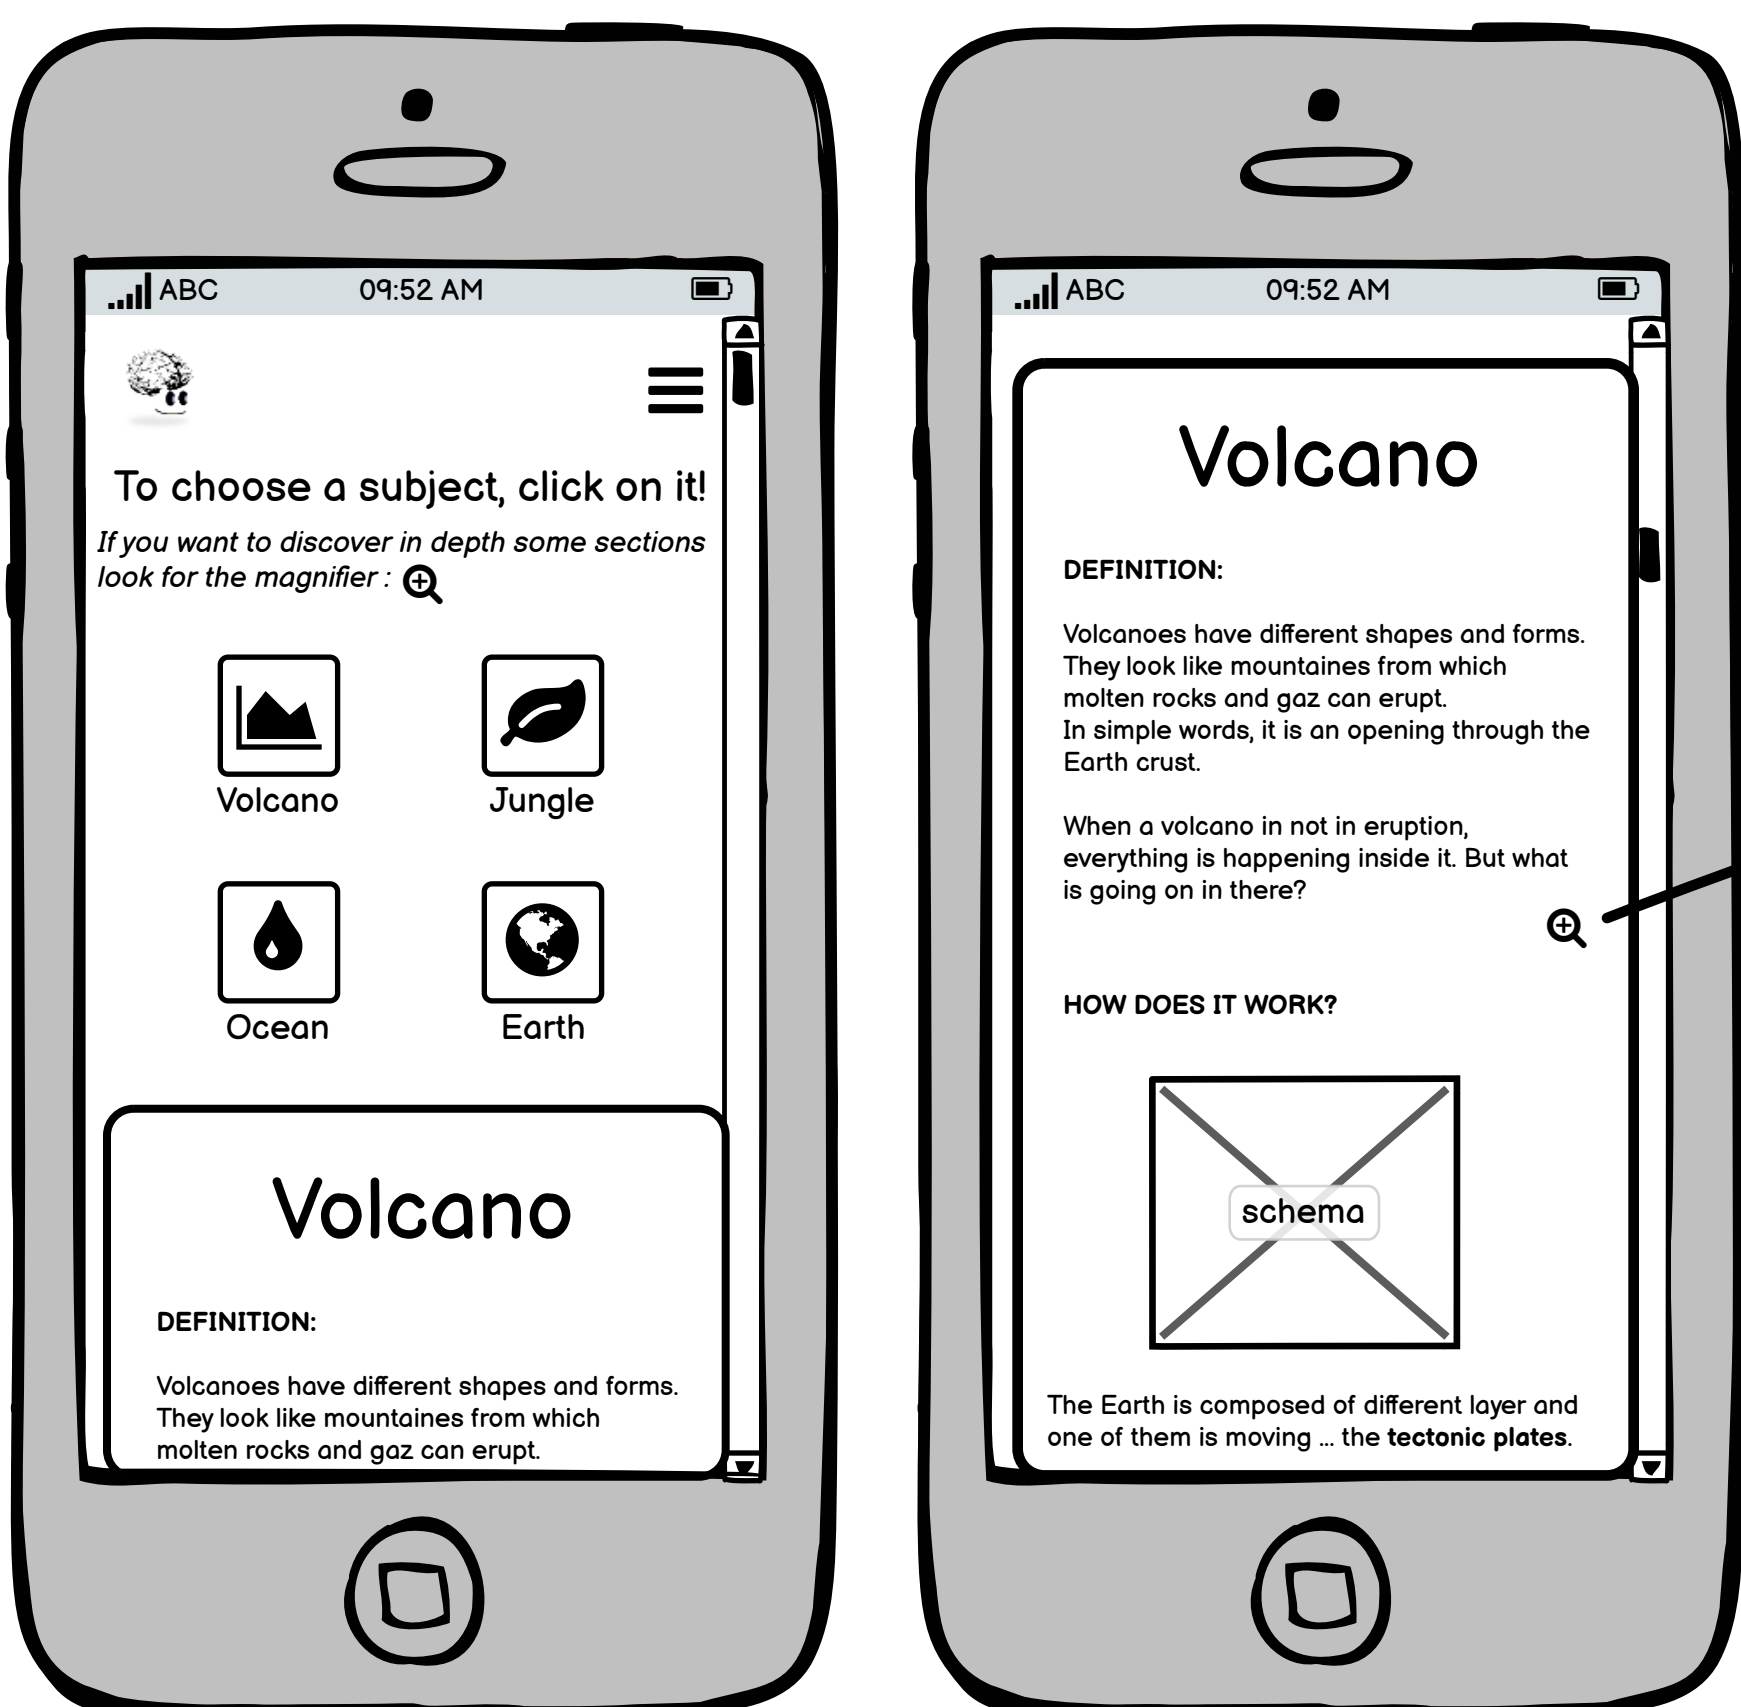 ABC 09:52 AM
To choose a subject, click on it!
If you want to discover in depth some sections
look for the magnifier :
Volcano
Jungle
Ocean
Earth
Volcano
DEFINITION:
Volcanoes have different shapes and forms.
They look like mountaines from which
molten rocks and gaz can erupt.
ABC 09:52 AM
Volcano
DEFINITION:
Volcanoes have different shapes and forms.
They look like mountaines from which
molten rocks and gaz can erupt.
In simple words, it is an opening through the
Earth crust.
When a volcano in not in eruption,
everything is happening inside it. But what
is going on in there?
HOW DOES IT WORK?
schema
The Earth is composed of different layer and
one of them is moving ... the tectonic plates.